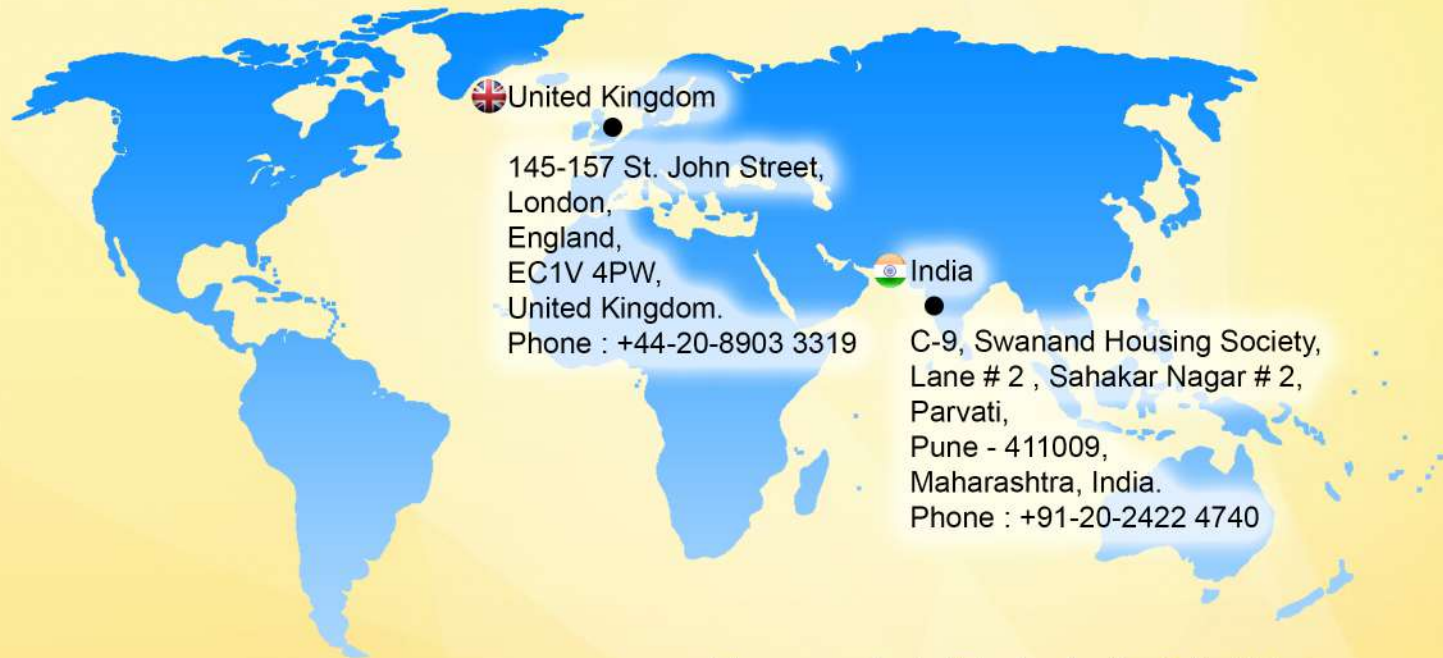 United Kingdom
145-157 St. John Street,
London,
England,
EC1V 4PW,
United Kingdom.
Phone : +44-20-8903 3319
India
C-9, Swanand Housing Society,
Lane # 2 , Sahakar Nagar # 2,
Parvati,
Pune - 411009,
Maharashtra, India.
Phone : +91-20-2422 4740